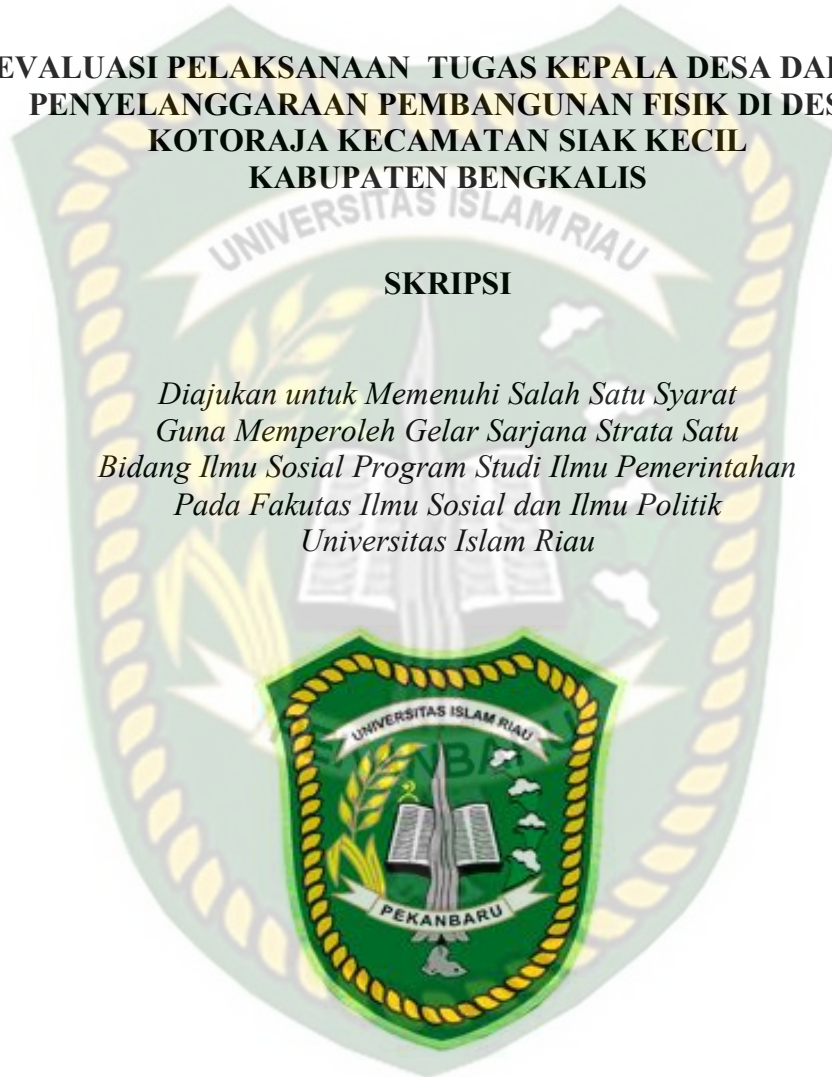 EVALUASI PELAKSANAAN TUGAS KEPALA DESA DA
PENYELANGGARAAN PEMBANGUNAN FISIK DI DES
KOTORAJA KECAMATAN SIAK KECIL
KABUPATEN BENGKALIS
UNIVERSITAS ISLAM RIAU
SKRIPSI
Diajukan untuk Memenuhi Salah Satu Syarat
Guna Memperoleh Gelar Sarjana Strata Satu
Bidang Ilmu Sosial Program Studi Ilmu Pemerintahan
Pada Fakutas Ilmu Sosial dan Ilmu Politik
Universitas Islam Riau
UNIVERSITAS ISLAM RIAU
PEKANBARU